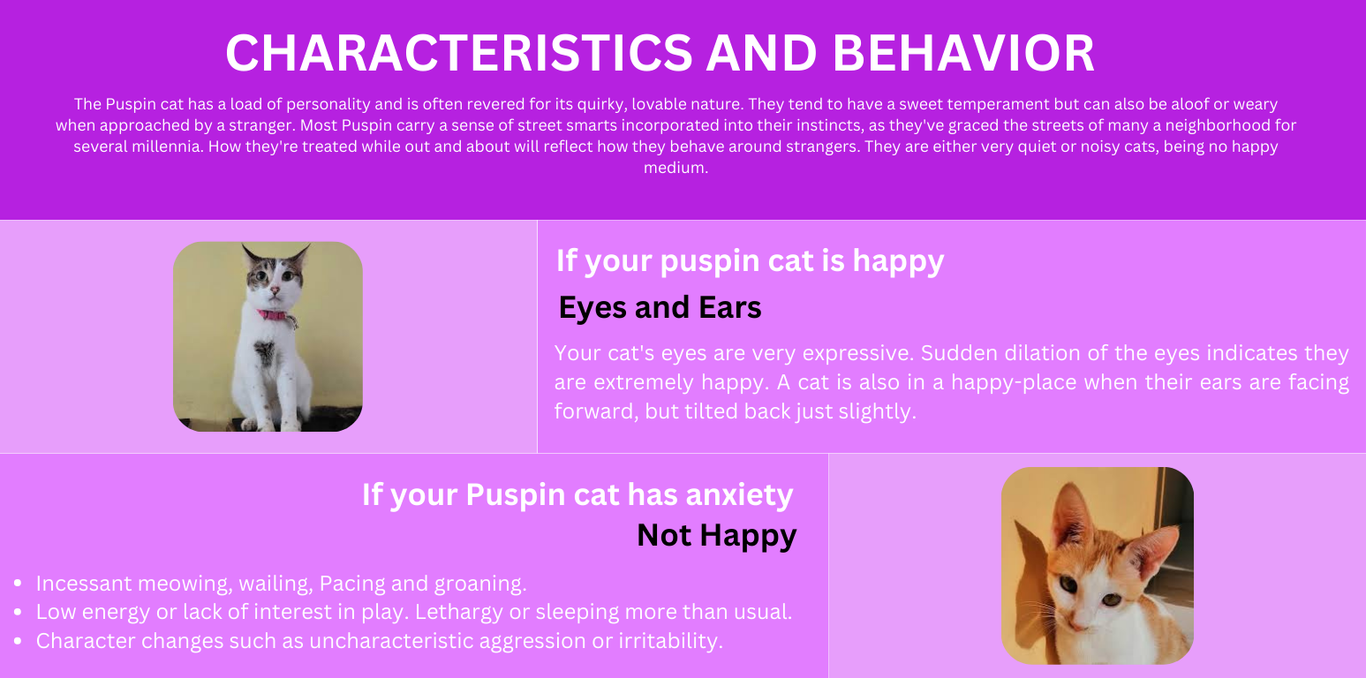 CHARACTERISTICS AND BEHAVIOR
The Puspin cat has a load of personality and is often revered for its quirky, lovable nature. They tend to have a sweet temperament but can also be aloof or weary
when approached by a stranger. Most Puspin carry a sense of street smarts incorporated into their instincts, as they've graced the streets of many a neighborhood for
several millennia. How they're treated while out and about will reflect how they behave around strangers. They are either very quiet or noisy cats, being no happy
medium.
If your puspin cat is happy
Eyes and Ears
Your cat's eyes are very expressive. Sudden dilation of the eyes indicates they
are extremely happy. A cat is also in a happy-place when their ears are facing
forward, but tilted back just slightly.
If your Puspin cat has anxiety
Not Happy
• Incessant meowing, wailing, Pacing and groaning.
• Low energy or lack of interest in play. Lethargy or sleeping more than usual.
• Character changes such as uncharacteristic aggression or irritability.